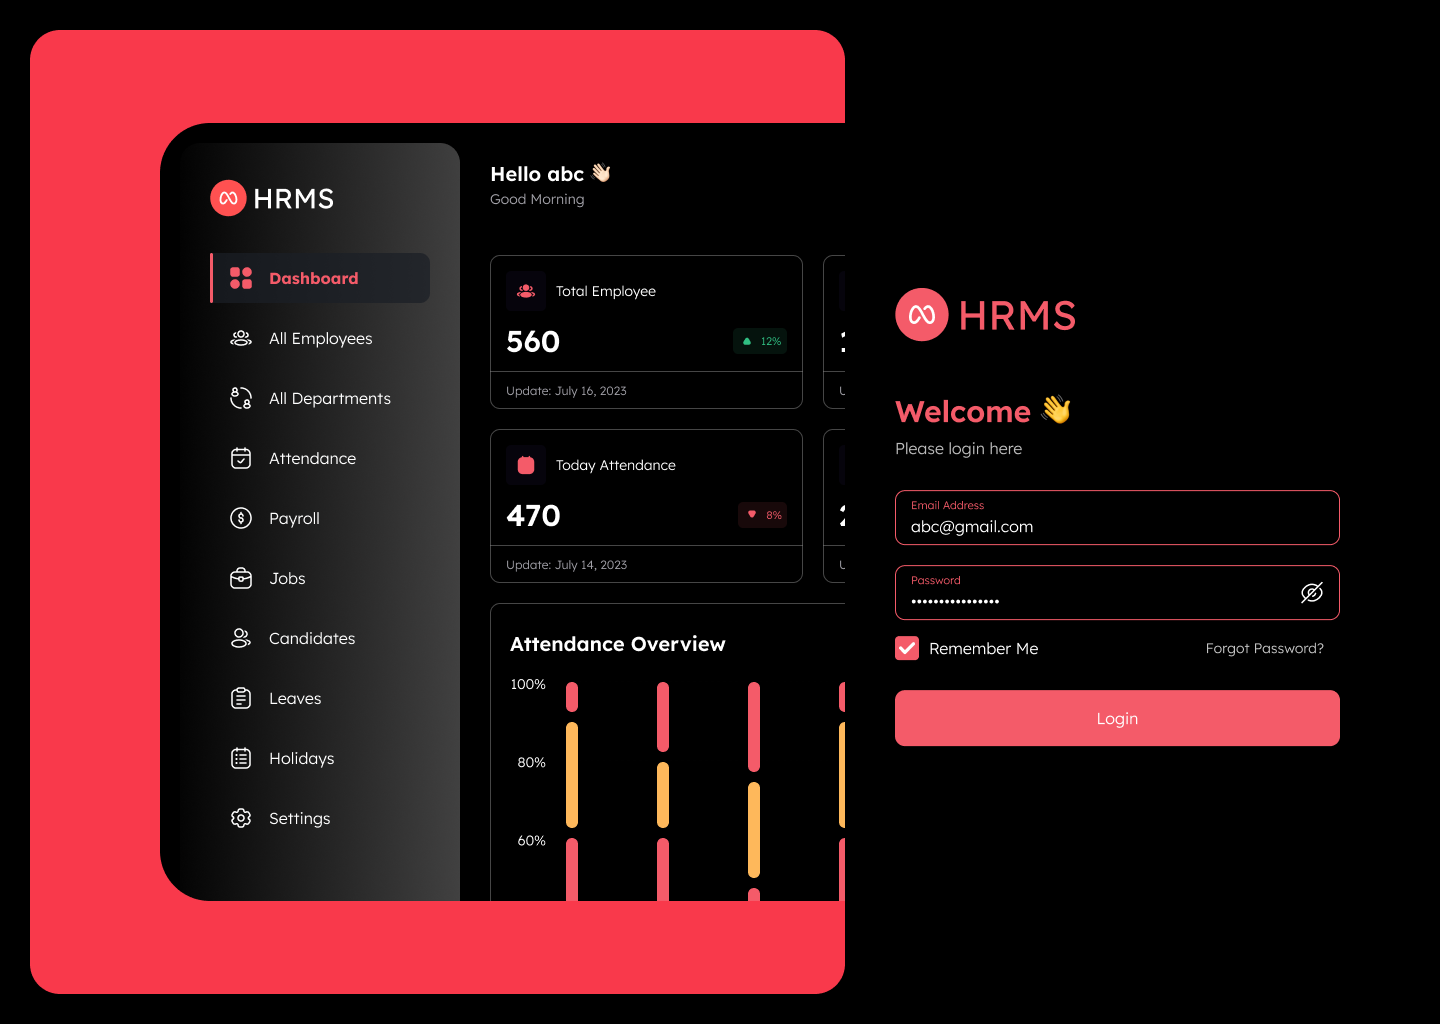 HRMS
Dashboard
All Employees
All Departments
Attendance
Payroll
Jobs
Candidates
Leaves
Holidays
Settings
Hello abc 👋🏻
Good Morning
Total Employee
560
12%
Update: July 16, 2023
Today Attendance
470
8%
Update: July 14, 2023
Attendance Overview
100%
80%
60%
HRMS
Welcome 👋
Please login here
Email Address
abc@gmail.com
Password
••••••••••••••••
Remember Me
Forgot Password?
Login